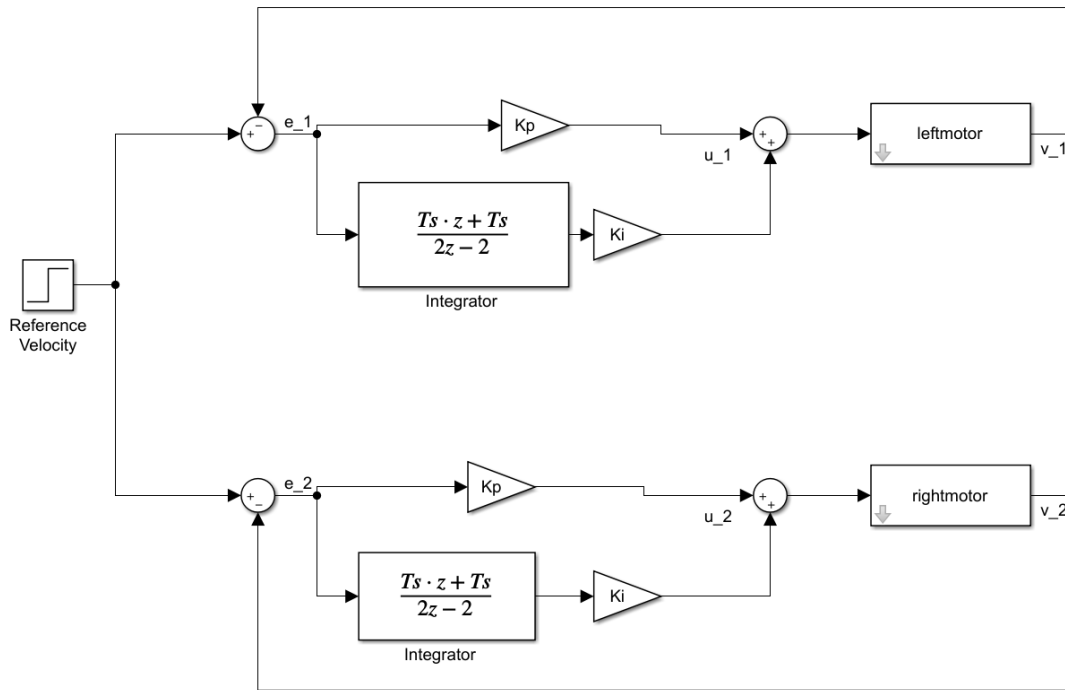 e_1
Kp
u_1
leftmotor
v_1
Ts · z + Ts
2z − 2
Ki
Integrator
Reference
Velocity
e_2
Kp
u_2
rightmotor
v_2
Ts · z + Ts
2z − 2
Ki
Integrator